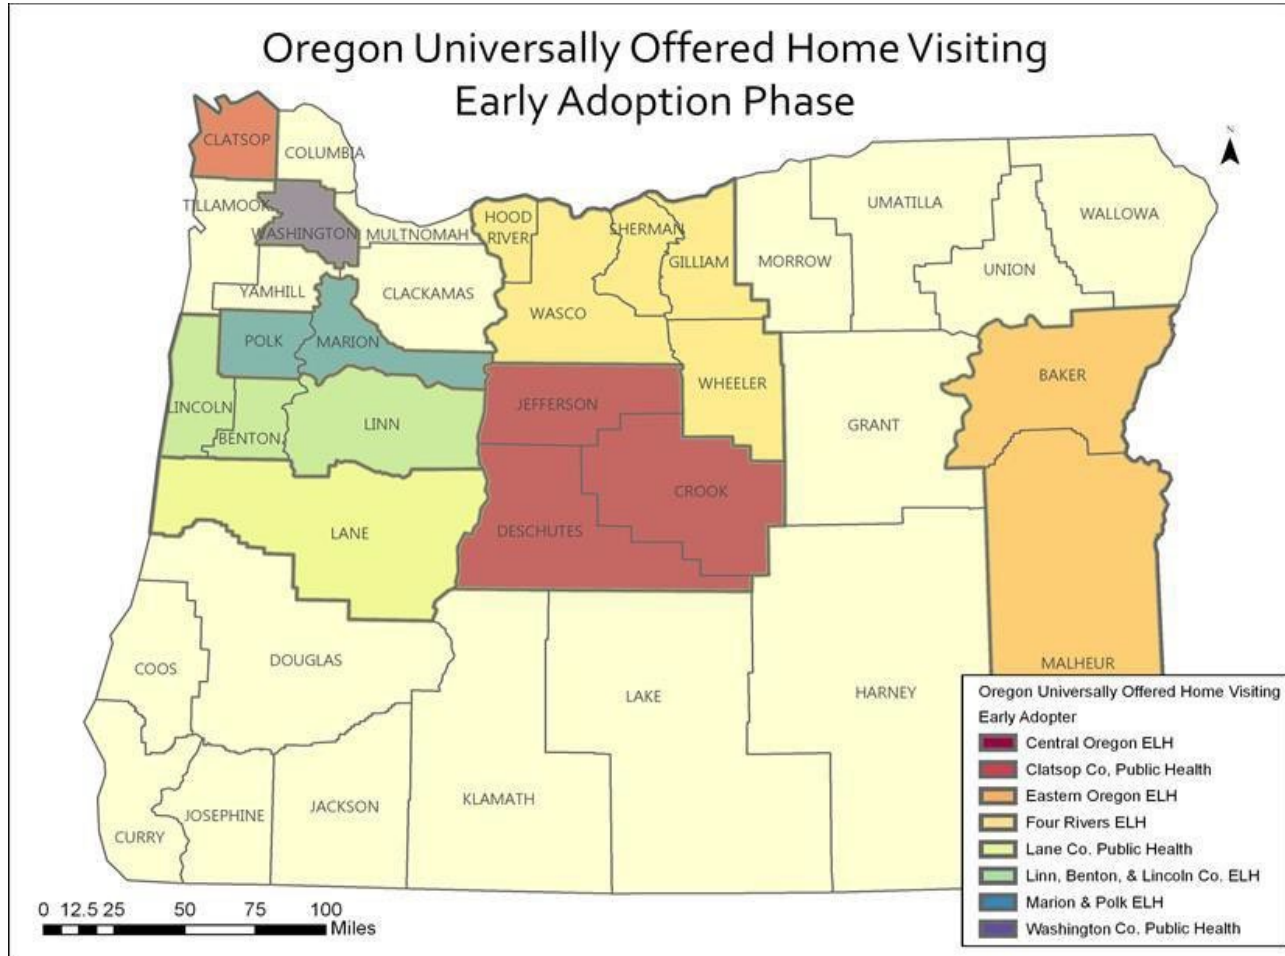 Oregon Universally Offered Home Visiting
Early Adoption Phase
N
CLATSOP
COLUMBIA
TILLAMOOK
WASHINGTON
MULTNOMAH
HOOD
RIVER
SHERMAN
GILLIAM
MORROW
UMATILLA
UNION
WALLOWA
YAMHILL
CLACKAMAS
WASCO
POLK
MARION
WHEELER
BAKER
LINCOLN
BENTON
LINN
JEFFERSON
GRANT
CROOK
LANE
DESCHUTES
COOS
DOUGLAS
LAKE
HARNEY
MALHEUR
CURRY
JOSEPHINE
JACKSON
KLAMATH
Oregon Universally Offered Home Visiting
Early Adopter
Central Oregon ELH
Clatsop Co, Public Health
Eastern Oregon ELH
Four Rivers ELH
Lane Co. Public Health
Linn, Benton, & Lincoln Co. ELH
Marion & Polk ELH
Washington Co. Public Health
0 12.5 25 50 75 100
Miles